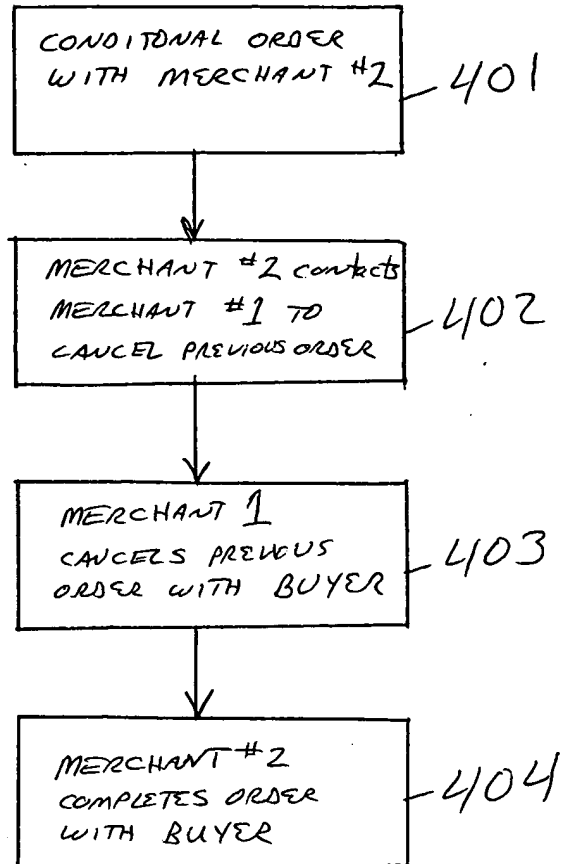 CONDITONAL ORDER
WITH MERCHANT #2
401
MERCHANT #2 contacts
MERCHANT #1 TO
CANCEL PREVIOUS ORDER
402
MERCHANT 1
CANCELS PREVIOUS
ORDER WITH BUYER
403
MERCHANT #2
COMPLETES ORDER
WITH BUYER
404